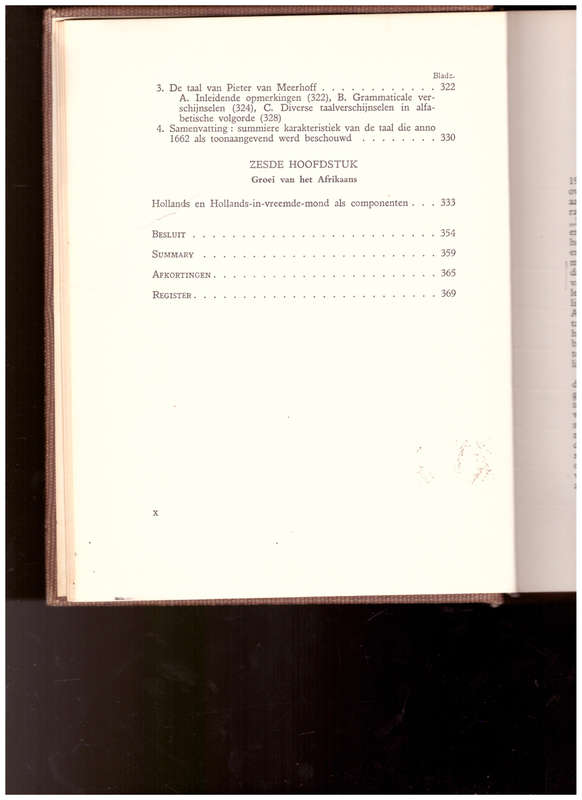 Bladz.
3. De taal van Pieter van Meerhoff . . . . . . . . . . . . 322
A. Inleidende opmerkingen (322), B. Grammaticale ver-
schijnselen (324), C. Diverse taalverschijnselen in alfa-
betische volgorde (328)
4. Samenvatting : summiere karakteristiek van de taal die anno
1662 als toonaangevend werd beschouwd . . . . . . . . 330
ZESDE HOOFDSTUK
Groei van het Afrikaans
Hollands en Hollands-in-vreemde-mond als componenten . . . 333
BESLUIT . . . . . . . . . . . . . . . . . . . . . . . . . 354
SUMMARY . . . . . . . . . . . . . . . . . . . . . . . . 359
AFKORTINGEN . . . . . . . . . . . . . . . . . . . . . . . 365
REGISTER . . . . . . . . . . . . . . . . . . . . . . . . . 369
X